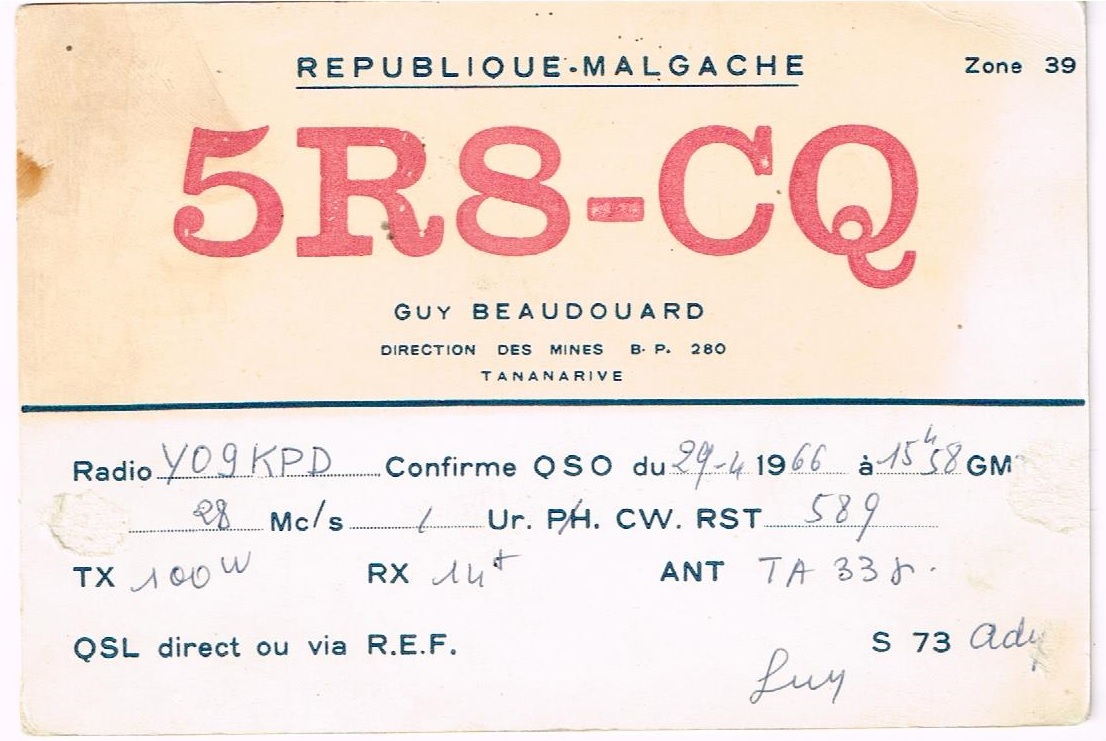 REPUBLIQUE-MALGACHE Zone 39
5R8-CQ
GUY BEAUDOUARD
DIRECTION DES MINES B.P. 280
TANANARIVE
Radio YO9KPD Confirme QSO du 29-4 1966 à 15h58 GM
28 Mc/s / Ur. PH. CW. RST 589
TX 100W RX 14+ ANT TA 33
QSL direct ou via R.E.F. S 73
Guy